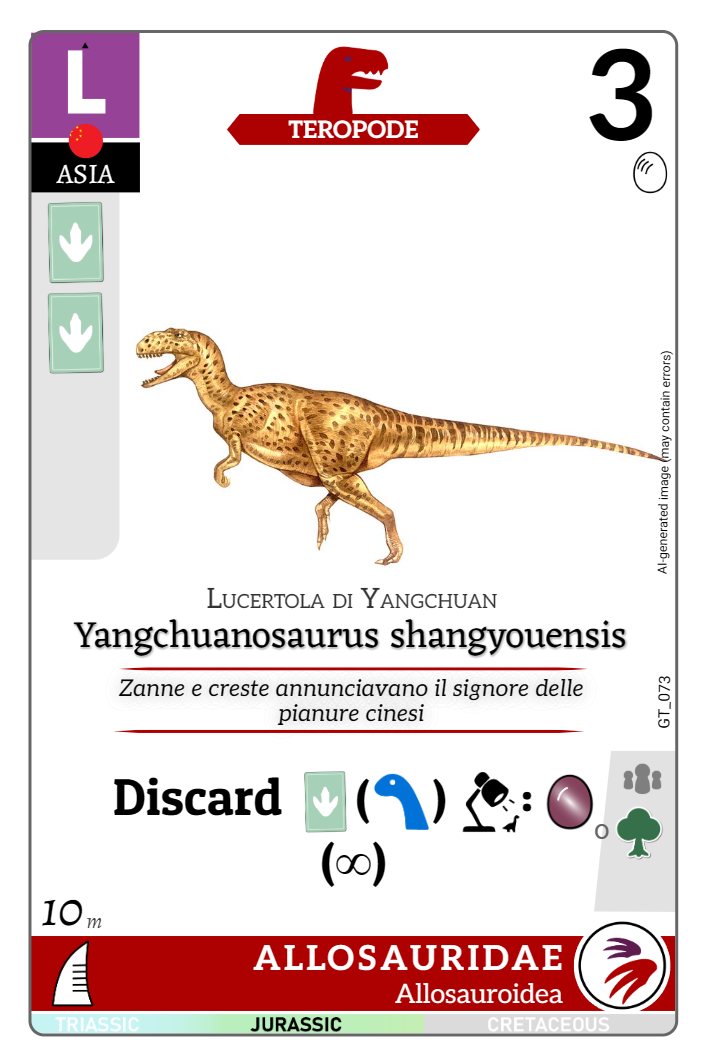 L
ASIA
TEROPODE
3
AI-generated image (may contain errors)
Lucertola di Yangchuan
Yangchuanosaurus shangyouensis
Zanne e creste annunciavano il signore delle
pianure cinesi
GT_073
Discard ( ) : o
(∞)
10 m
ALLOSAURIDAE
Allosauroidea
TRIASSIC JURASSIC CRETACEOUS